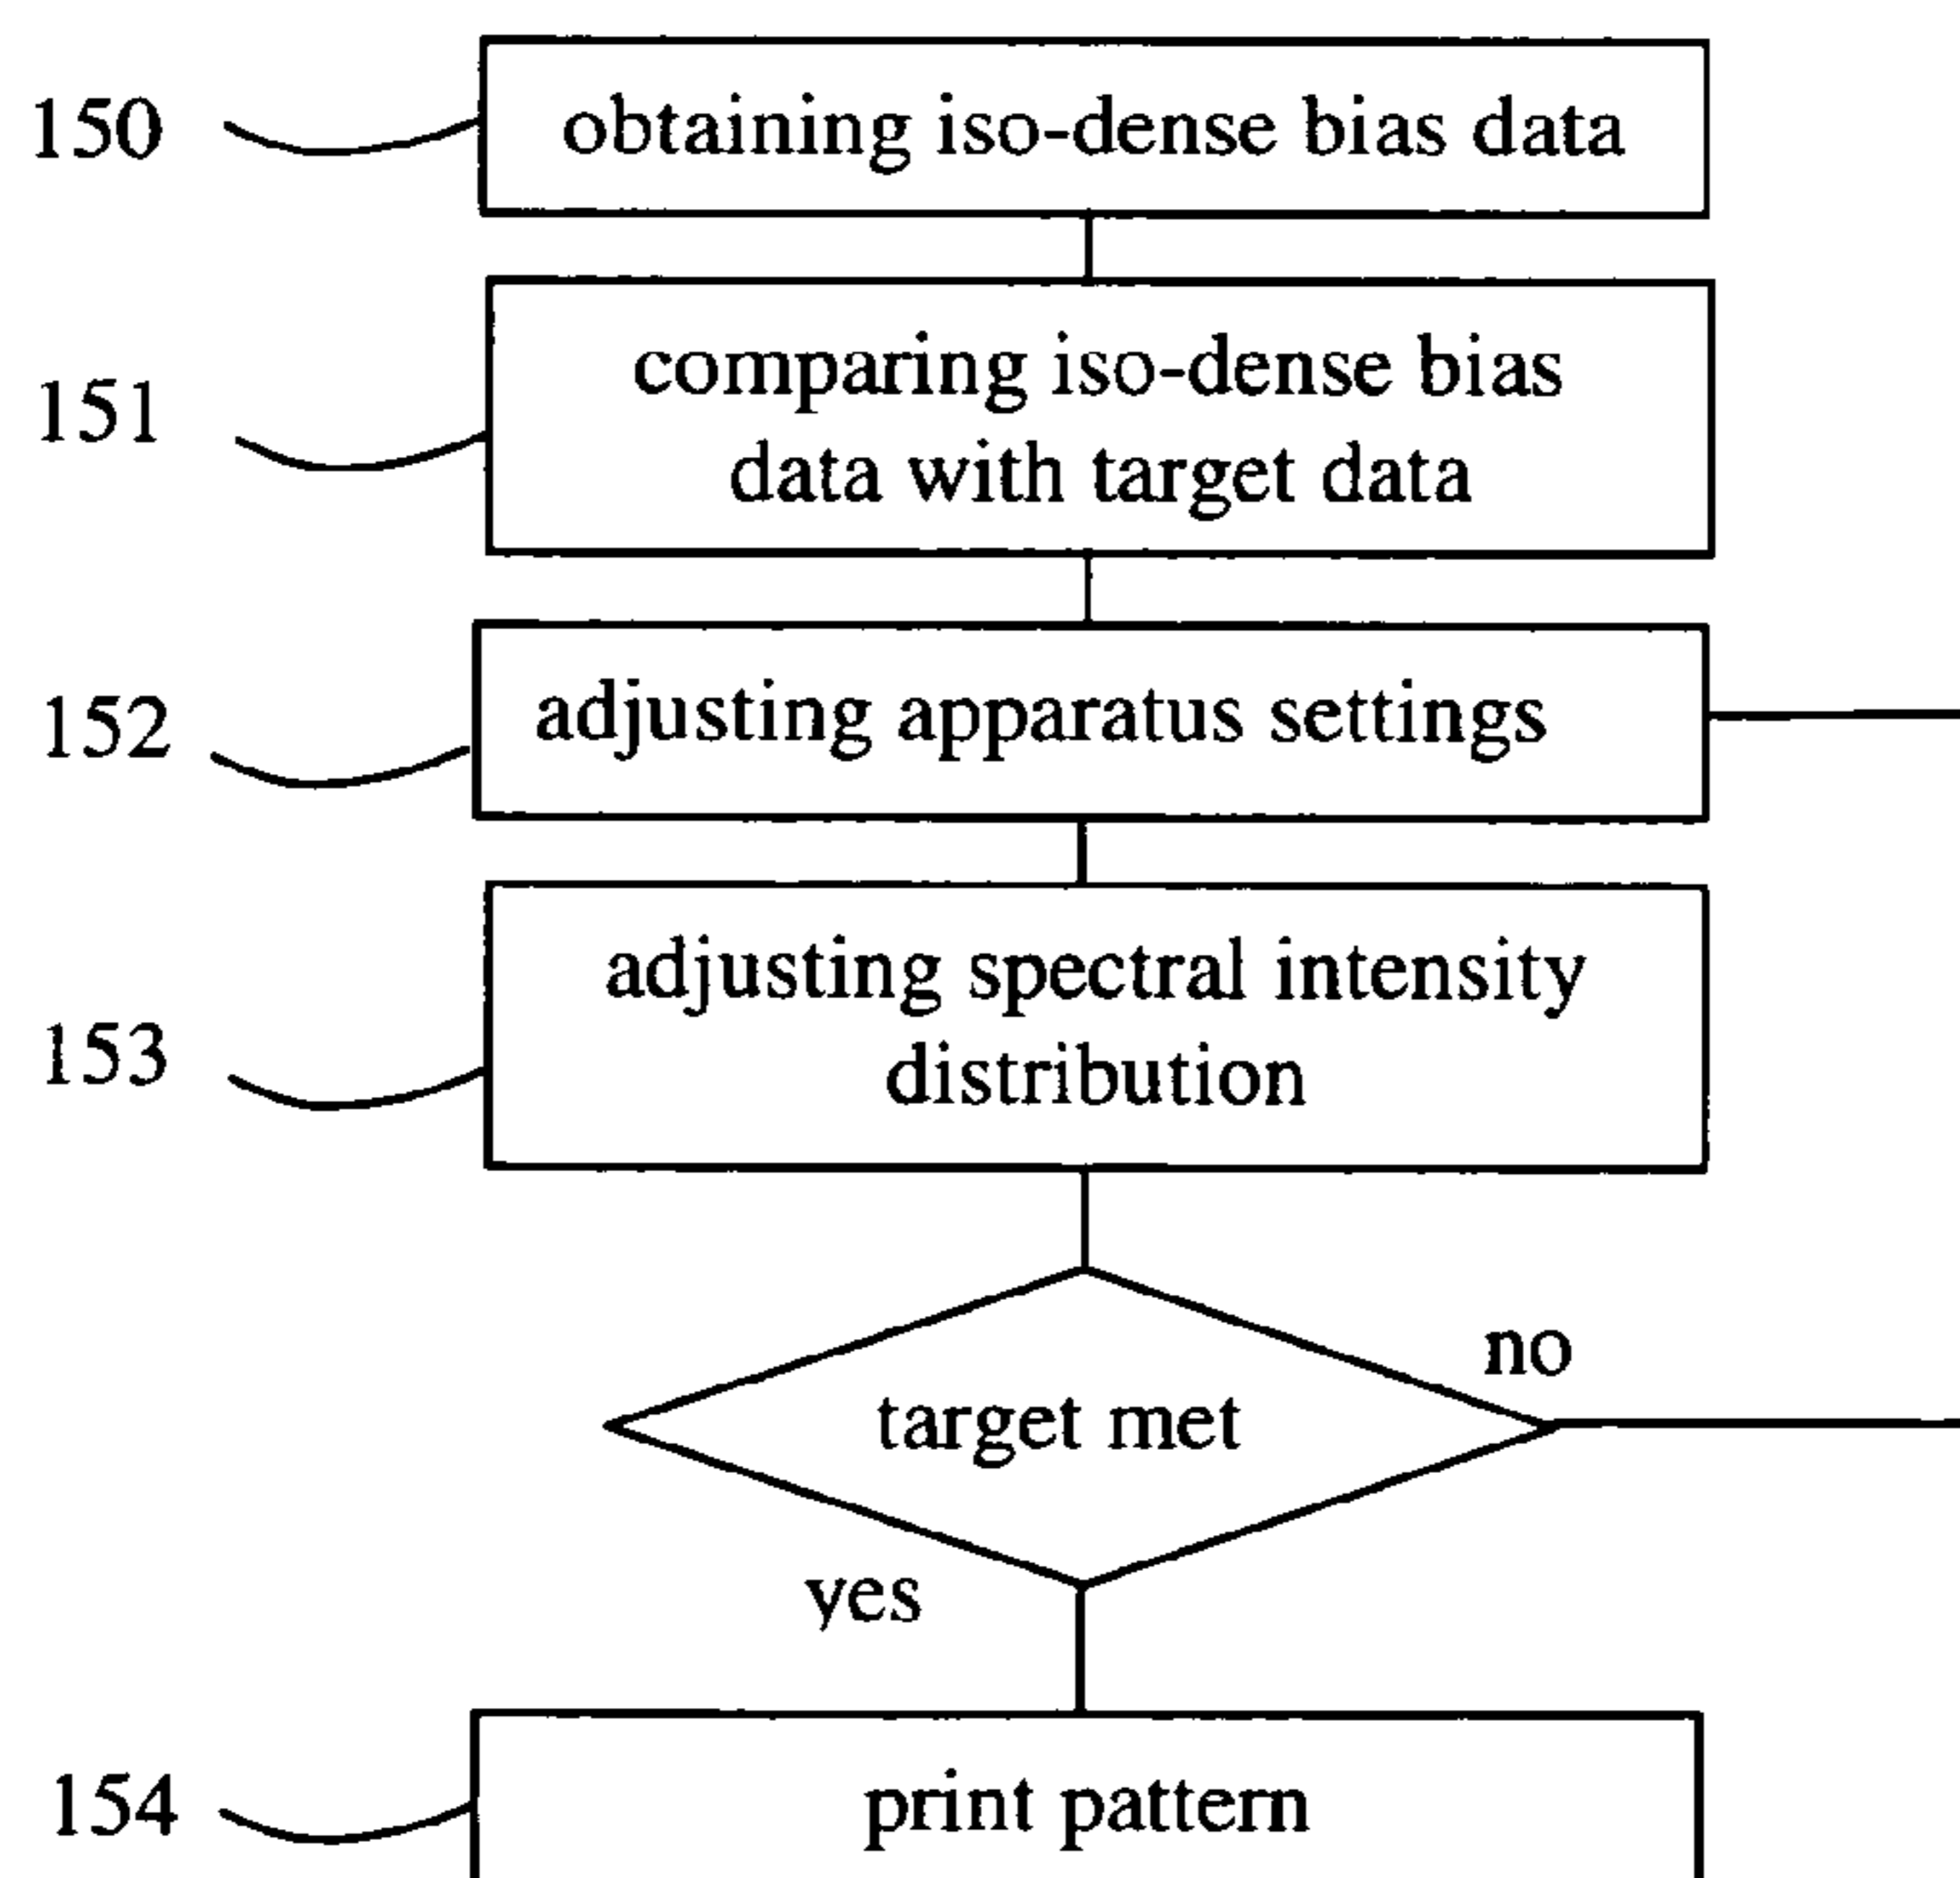 150
obtaining iso-dense bias data
151
comparing iso-dense bias
data with target data
152
adjusting apparatus settings
153
adjusting spectral intensity
distribution
no
target met
yes
154
print pattern